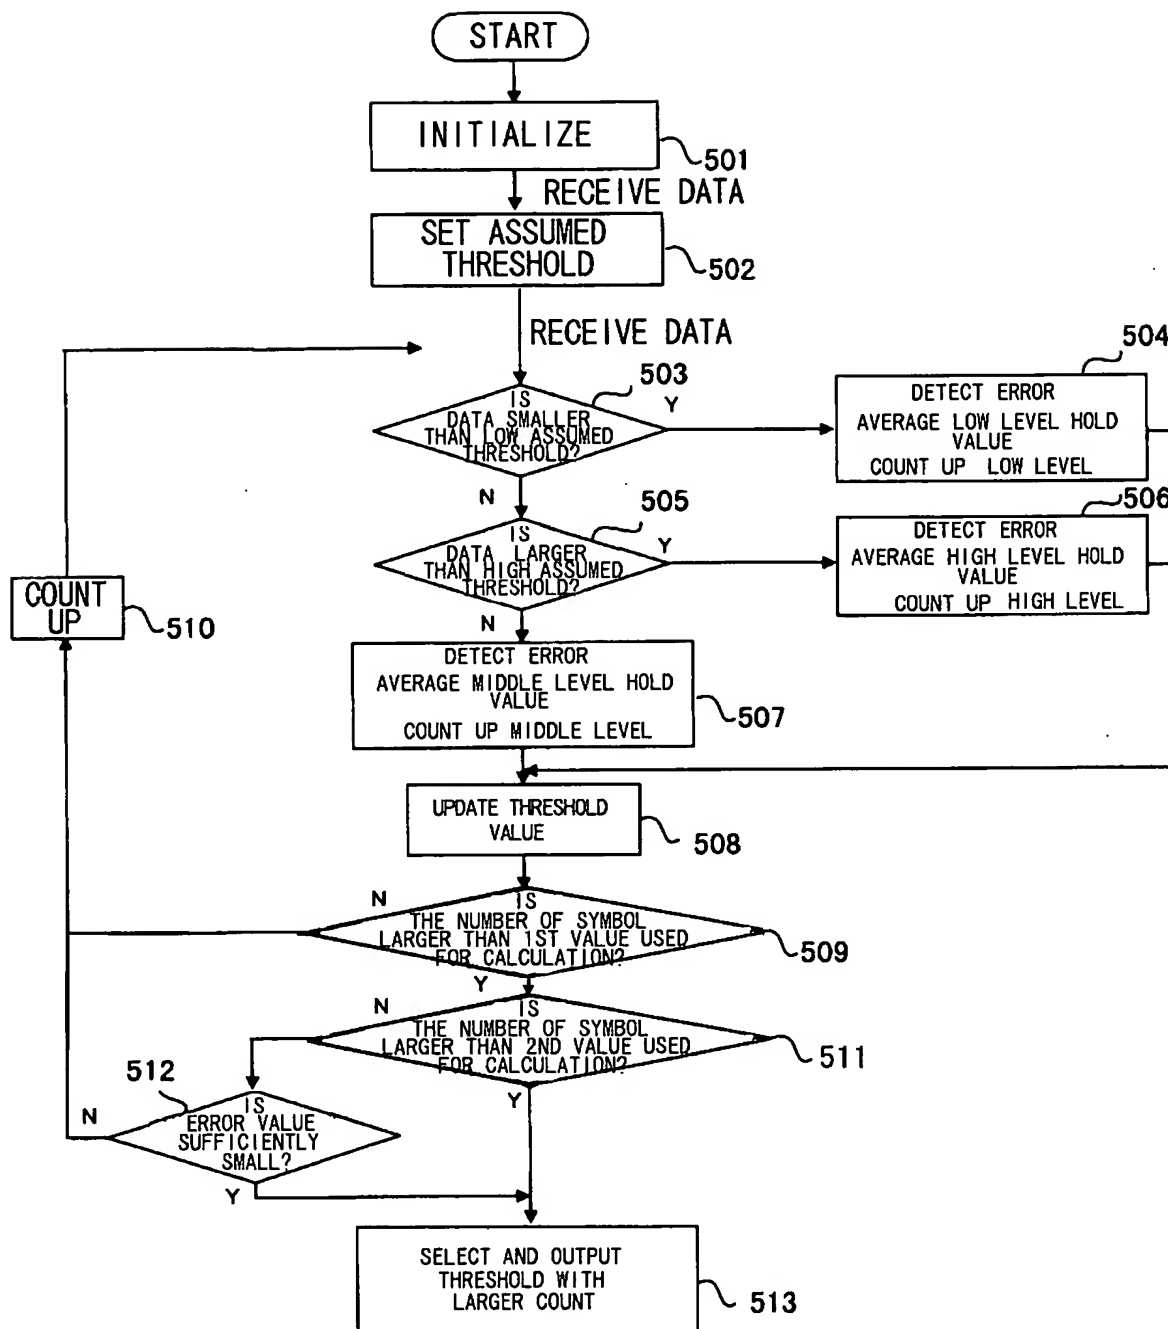 START
INITIALIZE
501
RECEIVE DATA
SET ASSUMED
THRESHOLD
502
RECEIVE DATA
503
IS
DATA SMALLER
THAN LOW ASSUMED
THRESHOLD?
Y
N
504
DETECT ERROR
AVERAGE LOW LEVEL HOLD
VALUE
COUNT UP LOW LEVEL
505
IS
DATA LARGER
THAN HIGH ASSUMED
THRESHOLD?
Y
N
506
DETECT ERROR
AVERAGE HIGH LEVEL HOLD
VALUE
COUNT UP HIGH LEVEL
COUNT
UP
510
DETECT ERROR
AVERAGE MIDDLE LEVEL HOLD
VALUE
COUNT UP MIDDLE LEVEL
507
UPDATE THRESHOLD
VALUE
508
N
IS
THE NUMBER OF SYMBOL
LARGER THAN 1ST VALUE USED
FOR CALCULATION?
509
Y
N
IS
THE NUMBER OF SYMBOL
LARGER THAN 2ND VALUE USED
FOR CALCULATION?
511
Y
512
N
IS
ERROR VALUE
SUFFICIENTLY
SMALL?
Y
SELECT AND OUTPUT
THRESHOLD WITH
LARGER COUNT
513